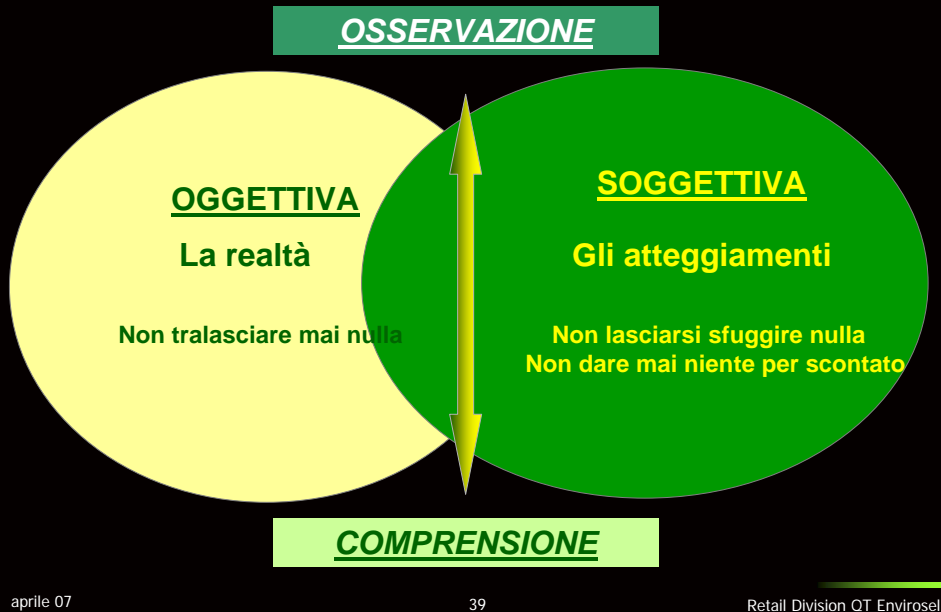 OSSERVAZIONE
OGGETTIVA
La realtà
Non tralasciare mai nulla
SOGGETTIVA
Gli atteggiamenti
Non lasciarsi sfuggire nulla
Non dare mai niente per scontato
COMPRENSIONE
aprile 07
39
Retail Division QT Envirosel